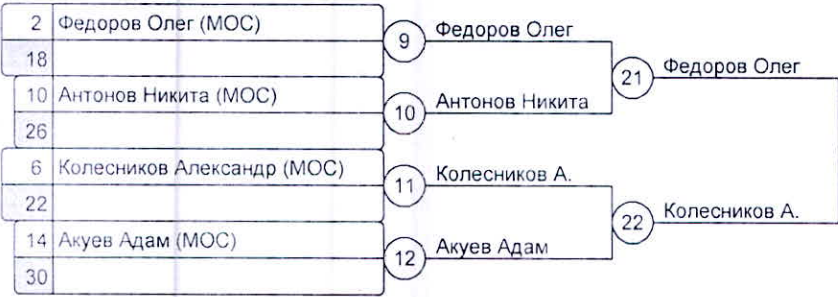 2 Федоров Олег (МОС)
18
9 Федоров Олег
10 Антонов Никита (МОС)
26
10 Антонов Никита
21 Федоров Олег
6 Колесников Александр (МОС)
22
11 Колесников А.
14 Акуев Адам (МОС)
30
12 Акуев Адам
22 Колесников А.